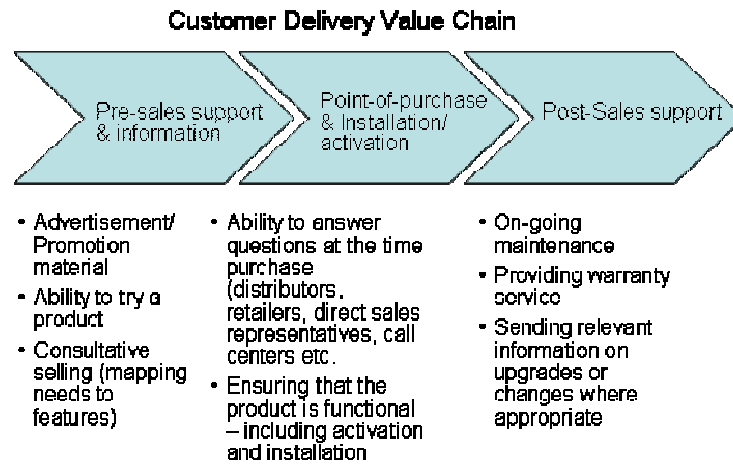 Customer Delivery Value Chain
Pre-sales support
& information
Point-of-purchase
& Installation/
activation
Post-Sales support
• Advertisement/
Promotion
material
• Ability to try a
product
• Consultative
selling (mapping
needs to
features)
• Ability to answer
questions at the time
purchase
(distributors,
retailers, direct sales
representatives, call
centers etc.
• Ensuring that the
product is functional
– including activation
and installation
• On-going
maintenance
• Providing warranty
service
• Sending relevant
information on
upgrades or
changes where
appropriate